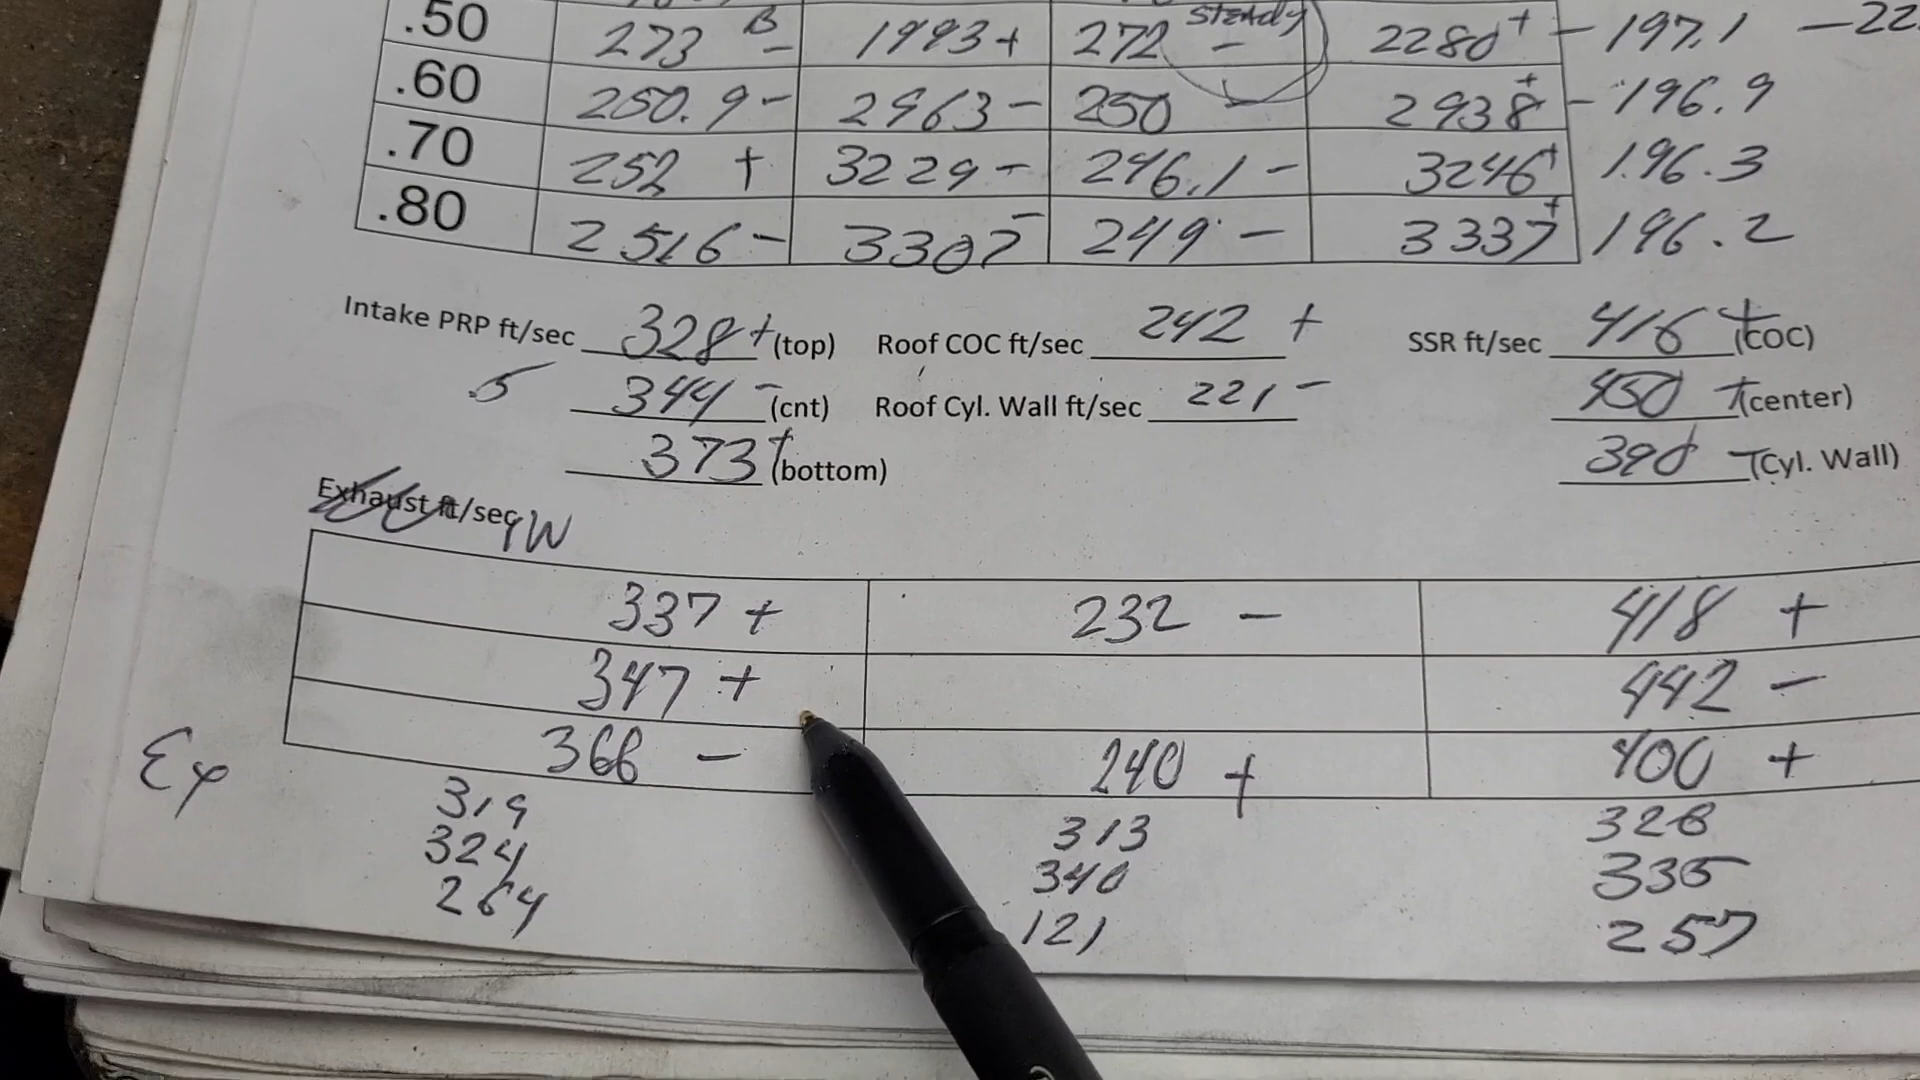 .50 273 B - 1993 + 272 - steady 2280 + - 197.1 - 22
.60 250.9 - 2963 - 250 - 2938 + - 196.9
.70 252 + 3229 - 246.1 - 3246 + 196.3
.80 2516 - 3307 - 249 - 3337 + 196.2
Intake PRP ft/sec 328 + (top) Roof COC ft/sec 242 + SSR ft/sec 416 + (COC)
5 344 - (cnt) Roof Cyl. Wall ft/sec 221 - 450 + (center)
373 + (bottom) 390 + (Cyl. Wall)
Exhaust ft/sec
337 + 232 - 418 +
347 + 442 -
366 - 240 + 400 +
Ex 319 313 328
324 340 335
264 121 257